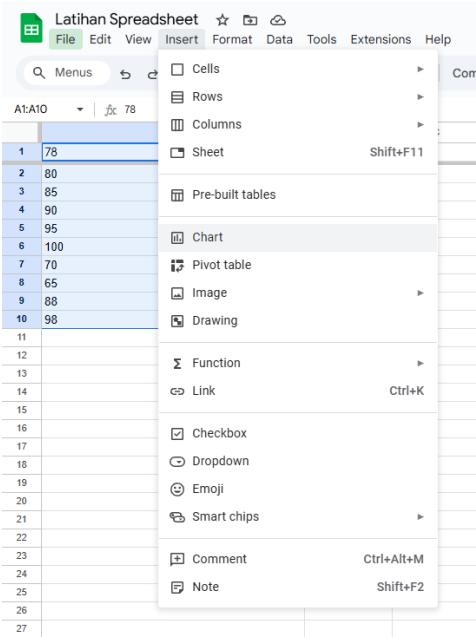 Latihan Spreadsheet
File Edit View Insert Format Data Tools Extensions Help
Menus
A1:A10 fx 78
1 78
2 80
3 85
4 90
5 95
6 100
7 70
8 65
9 88
10 98
11
12
13
14
15
16
17
18
19
20
21
22
23
24
25
26
27
Cells
Rows
Columns
Sheet Shift+F11
Pre-built tables
Chart
Pivot table
Image
Drawing
Function
Link Ctrl+K
Checkbox
Dropdown
Emoji
Smart chips
Comment Ctrl+Alt+M
Note Shift+F2